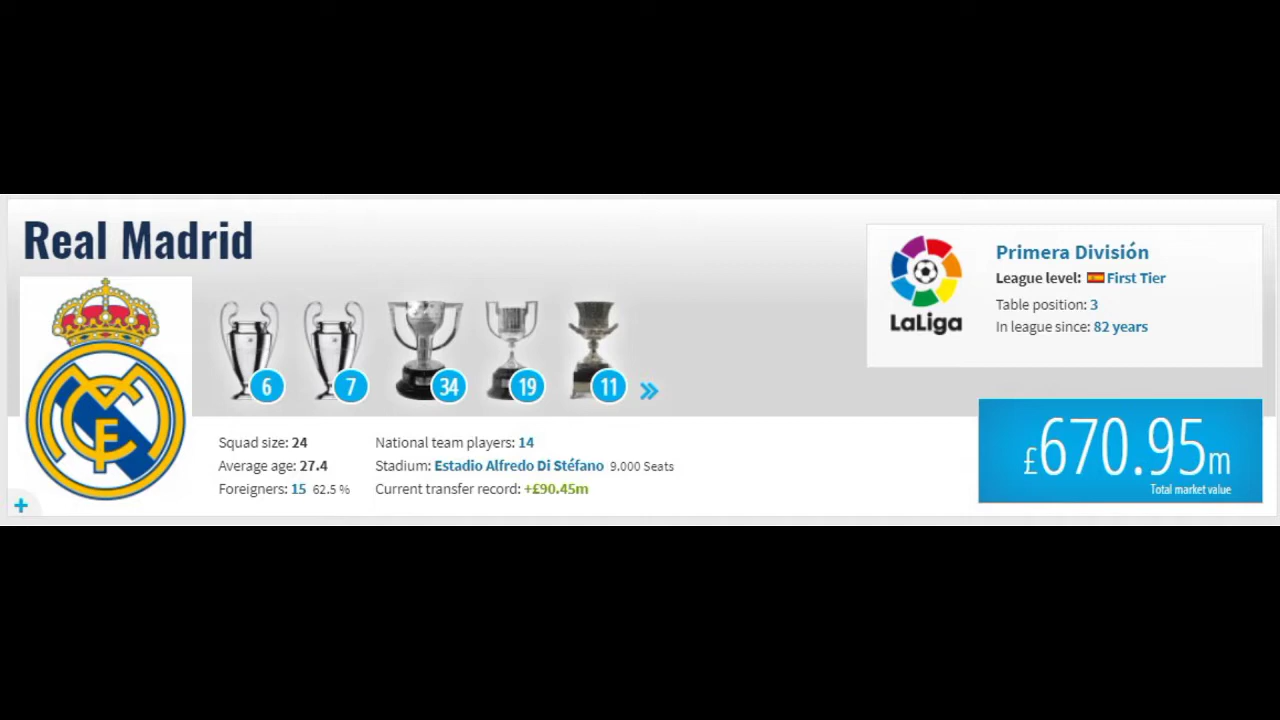 Real Madrid
6 7 34 19 11
Squad size: 24
Average age: 27.4
Foreigners: 15 62.5 %
National team players: 14
Stadium: Estadio Alfredo Di Stéfano 9.000 Seats
Current transfer record: +£90.45m
LaLiga
Primera División
League level: First Tier
Table position: 3
In league since: 82 years
£670.95m
Total market value